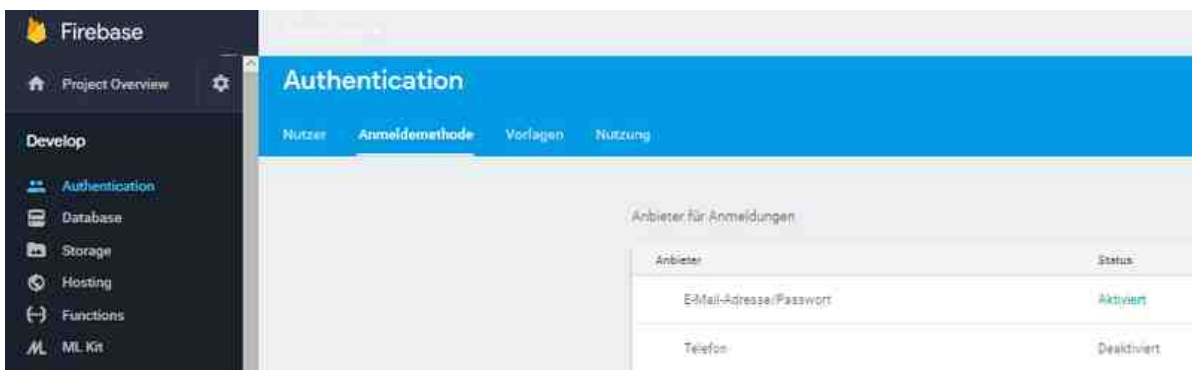 Firebase
Project Overview
Authentication
Nutzer Anmeldemethode Vorlagen Nutzung
Develop
Authentication
Database
Storage
Hosting
Functions
ML Kit
Anbieter für Anmeldungen
Anbieter Status
E-Mail-Adresse/Passwort Aktiviert
Telefon Deaktiviert